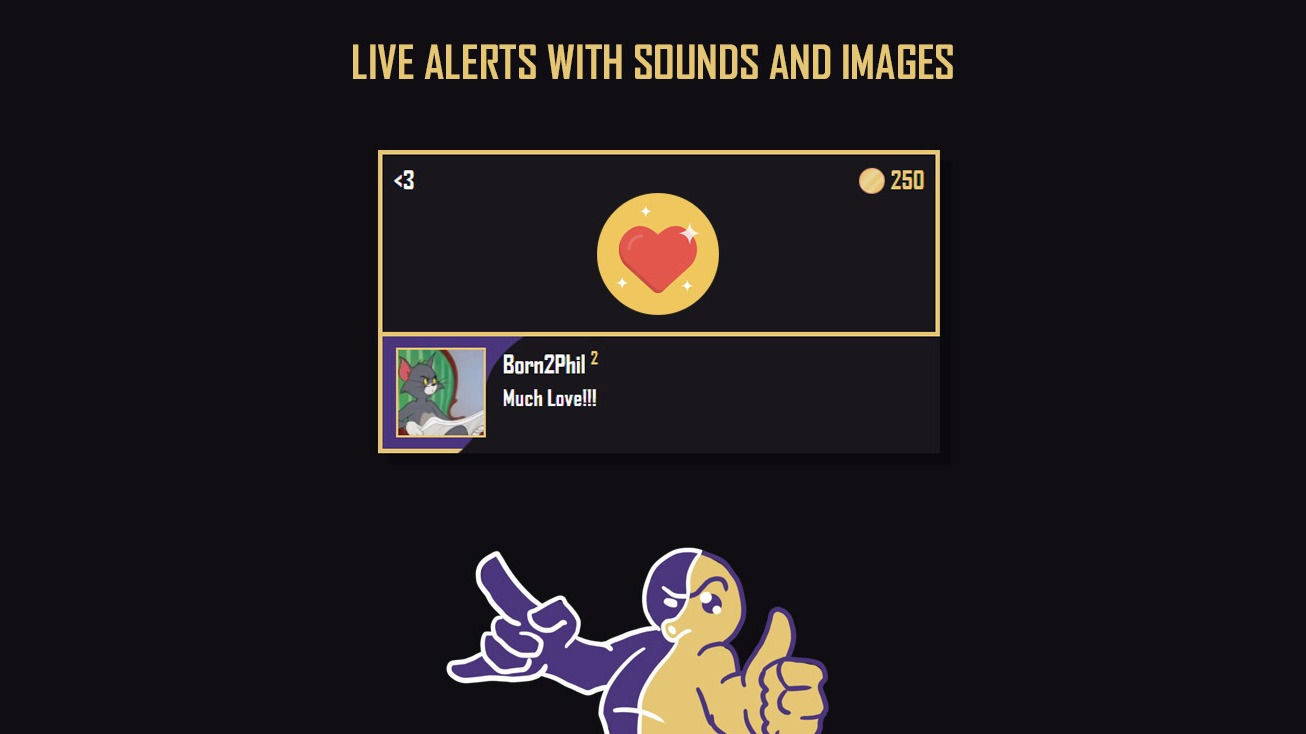 LIVE ALERTS WITH SOUNDS AND IMAGES
<3
250
Born2Phil 2
Much Love!!!